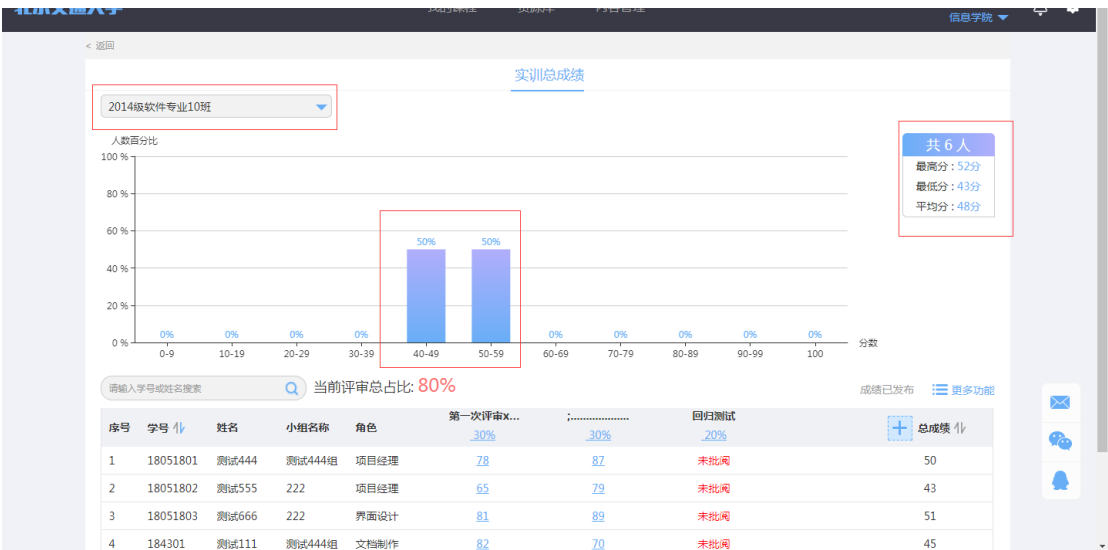 信息学院
< 返回
实训总成绩
2014级软件专业10班
人数百分比
共 6 人
最高分 : 52分
最低分 : 43分
平均分 : 48分
100 %
80 %
60 %
40 %
20 %
0 %
50% 50%
0% 0% 0% 0% 0% 0% 0% 0% 0%
0-9 10-19 20-29 30-39 40-49 50-59 60-69 70-79 80-89 90-99 100
分数
请输入学号或姓名搜索
当前评审总占比: 80%
成绩已发布 更多功能
序号 学号 姓名 小组名称 角色 第一次评审x... 30% ;.................. 30% 回归测试 20% 总成绩
1 18051801 测试444 测试444组 项目经理 78 87 未批阅 50
2 18051802 测试555 222 项目经理 65 79 未批阅 43
3 18051803 测试666 222 界面设计 81 89 未批阅 51
4 184301 测试111 测试444组 文档制作 82 70 未批阅 45